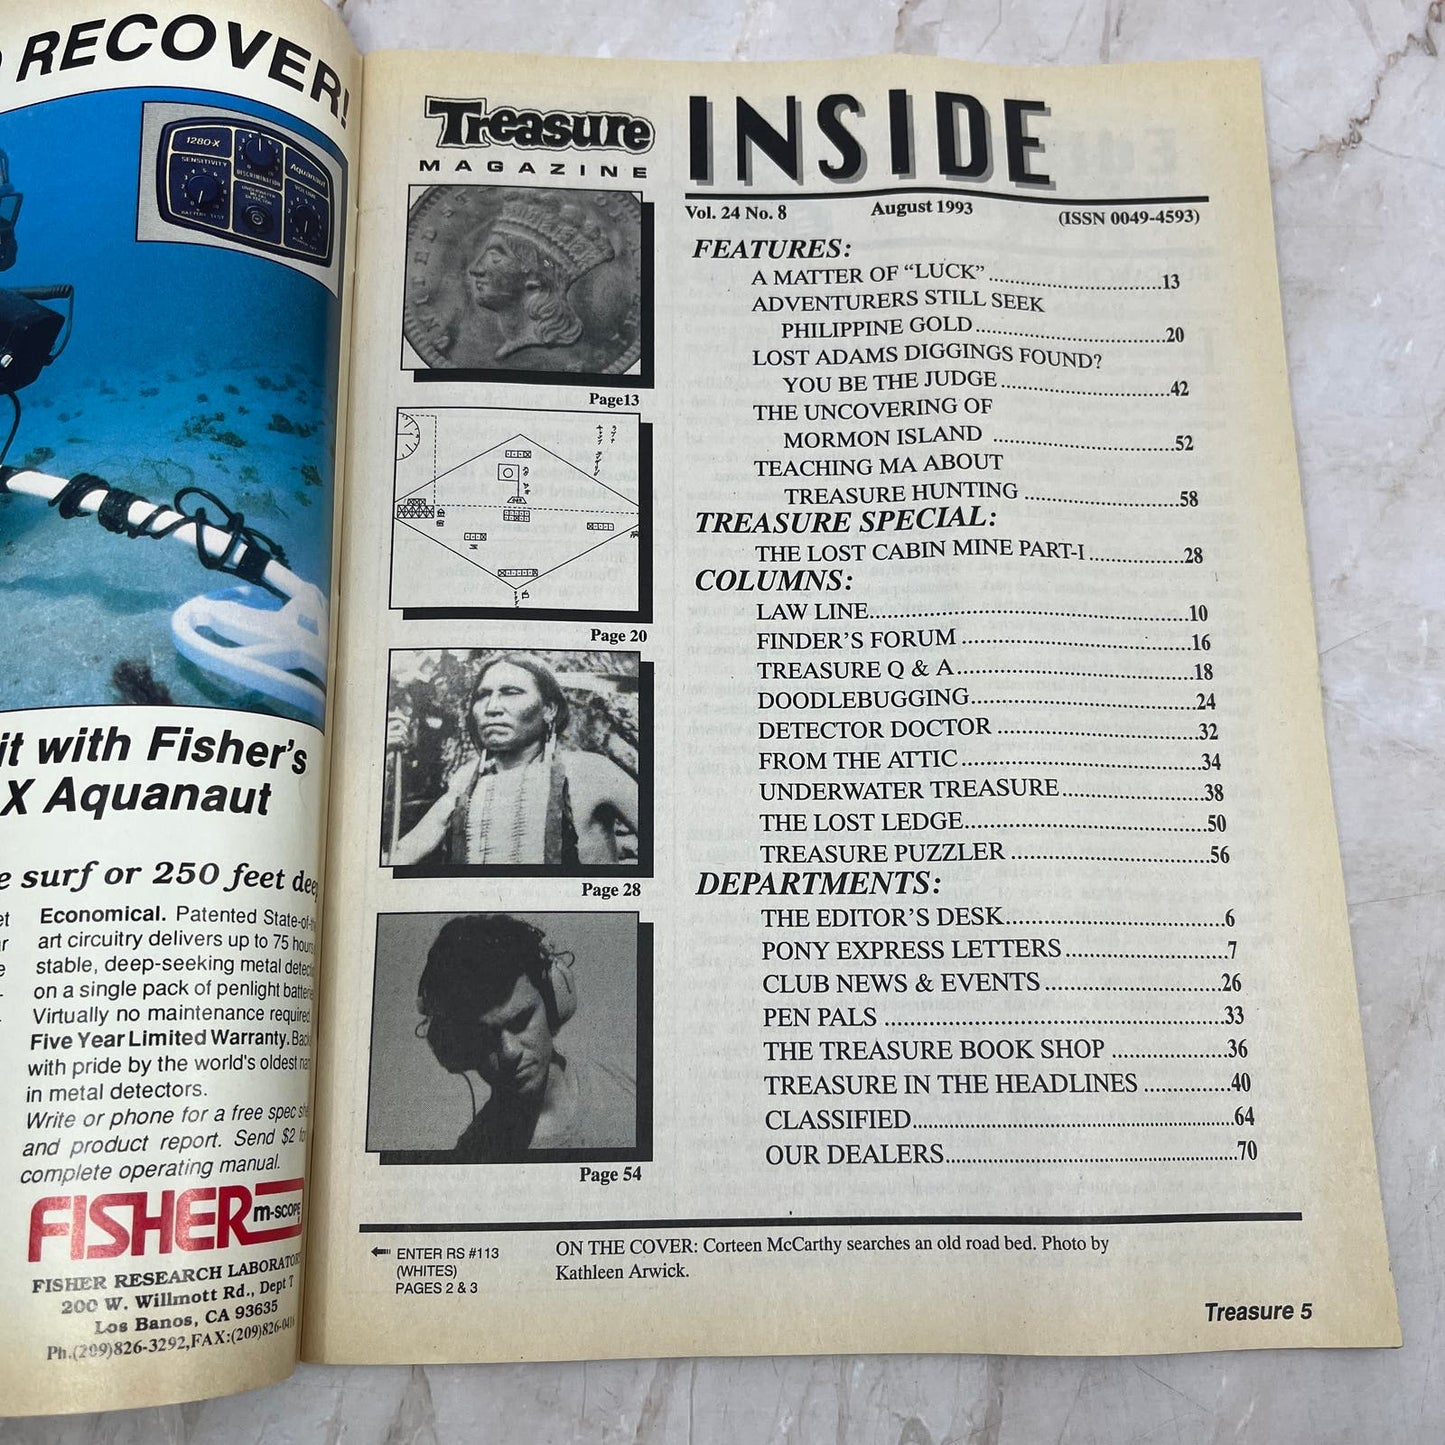 RECOVER!
1280-X
Aquanaut
SENSITIVITY
DISCRIMINATION
VOLUME
BATTERY TEST
it with Fisher's
X Aquanaut
surf or 250 feet
Economical. Patented State-of-
art circuitry delivers up to 75
stable, deep-seeking metal
on a single pack of penlight
Virtually no maintenance required
Five Year Limited Warranty.
with pride by the world's oldest
in metal detectors.
Write or phone for a free spec
and product report. Send $2
complete operating manual.
FISHER
m-scope
FISHER RESEARCH
200 W. Willmott Rd., Dept T
Los Banos, CA 93635
Ph.(209)826-3292,FAX:(209)826-
Treasure
MAGAZINE
Page13
Page 20
Page 28
Page 54
INSIDE
Vol. 24 No. 8 August 1993 (ISSN 0049-4593)
FEATURES:
A MATTER OF “LUCK”..............................13
ADVENTURERS STILL SEEK
PHILIPPINE GOLD.................................20
LOST ADAMS DIGGINGS FOUND?
YOU BE THE JUDGE.............................42
THE UNCOVERING OF
MORMON ISLAND ...............................52
TEACHING MA ABOUT
TREASURE HUNTING ..........................58
TREASURE SPECIAL:
THE LOST CABIN MINE PART-I ................28
COLUMNS:
LAW LINE.....................................................10
FINDER’S FORUM ......................................16
TREASURE Q & A.......................................18
DOODLEBUGGING.....................................24
DETECTOR DOCTOR .................................32
FROM THE ATTIC .......................................34
UNDERWATER TREASURE.......................38
THE LOST LEDGE.......................................50
TREASURE PUZZLER ................................56
DEPARTMENTS:
THE EDITOR’S DESK...................................6
PONY EXPRESS LETTERS..........................7
CLUB NEWS & EVENTS............................26
PEN PALS .....................................................33
THE TREASURE BOOK SHOP ..................36
TREASURE IN THE HEADLINES ..............40
CLASSIFIED.................................................64
OUR DEALERS.............................................70
ENTER RS #113
(WHITES)
PAGES 2 & 3
ON THE COVER: Corteen McCarthy searches an old road bed. Photo by
Kathleen Arwick.
Treasure 5